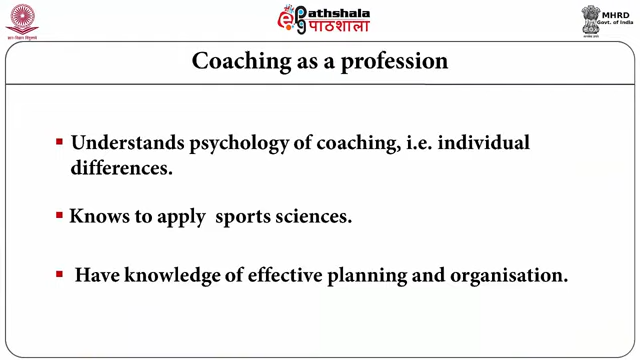 Pathshala
पाठशाला
MHRD
Govt. of India
Coaching as a profession
Understands psychology of coaching, i.e. individual
differences.
Knows to apply sports sciences.
Have knowledge of effective planning and organisation.